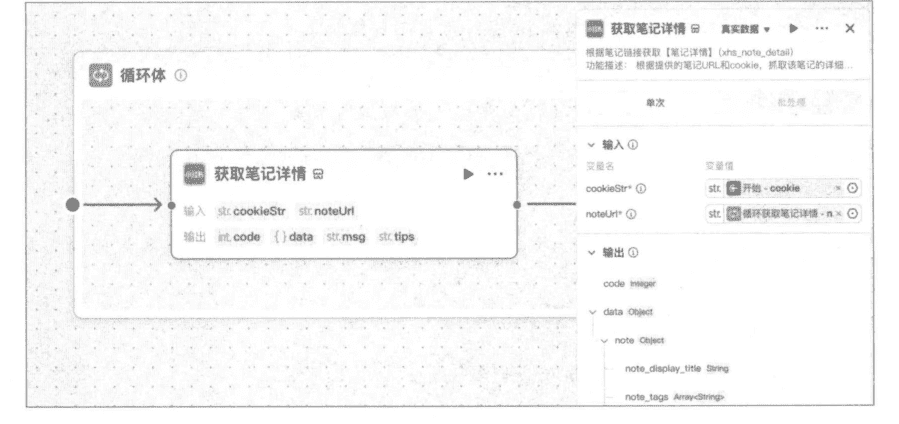 循环体
获取笔记详情
输入 str.cookieStr str.noteUrl
输出 int.code { }data str.msg str.tips
获取笔记详情 真实数据
根据笔记链接获取【笔记详情】(xhs_note_detail)
功能描述： 根据提供的笔记URL和cookie，抓取该笔记的详细...
单次 批处理
输入
变量名 变量值
cookieStr* str. 开始 - cookie
noteUrl* str. 循环获取笔记详情 - n
输出
code Integer
data Object
note Object
note_display_title String
note_tags Array<String>